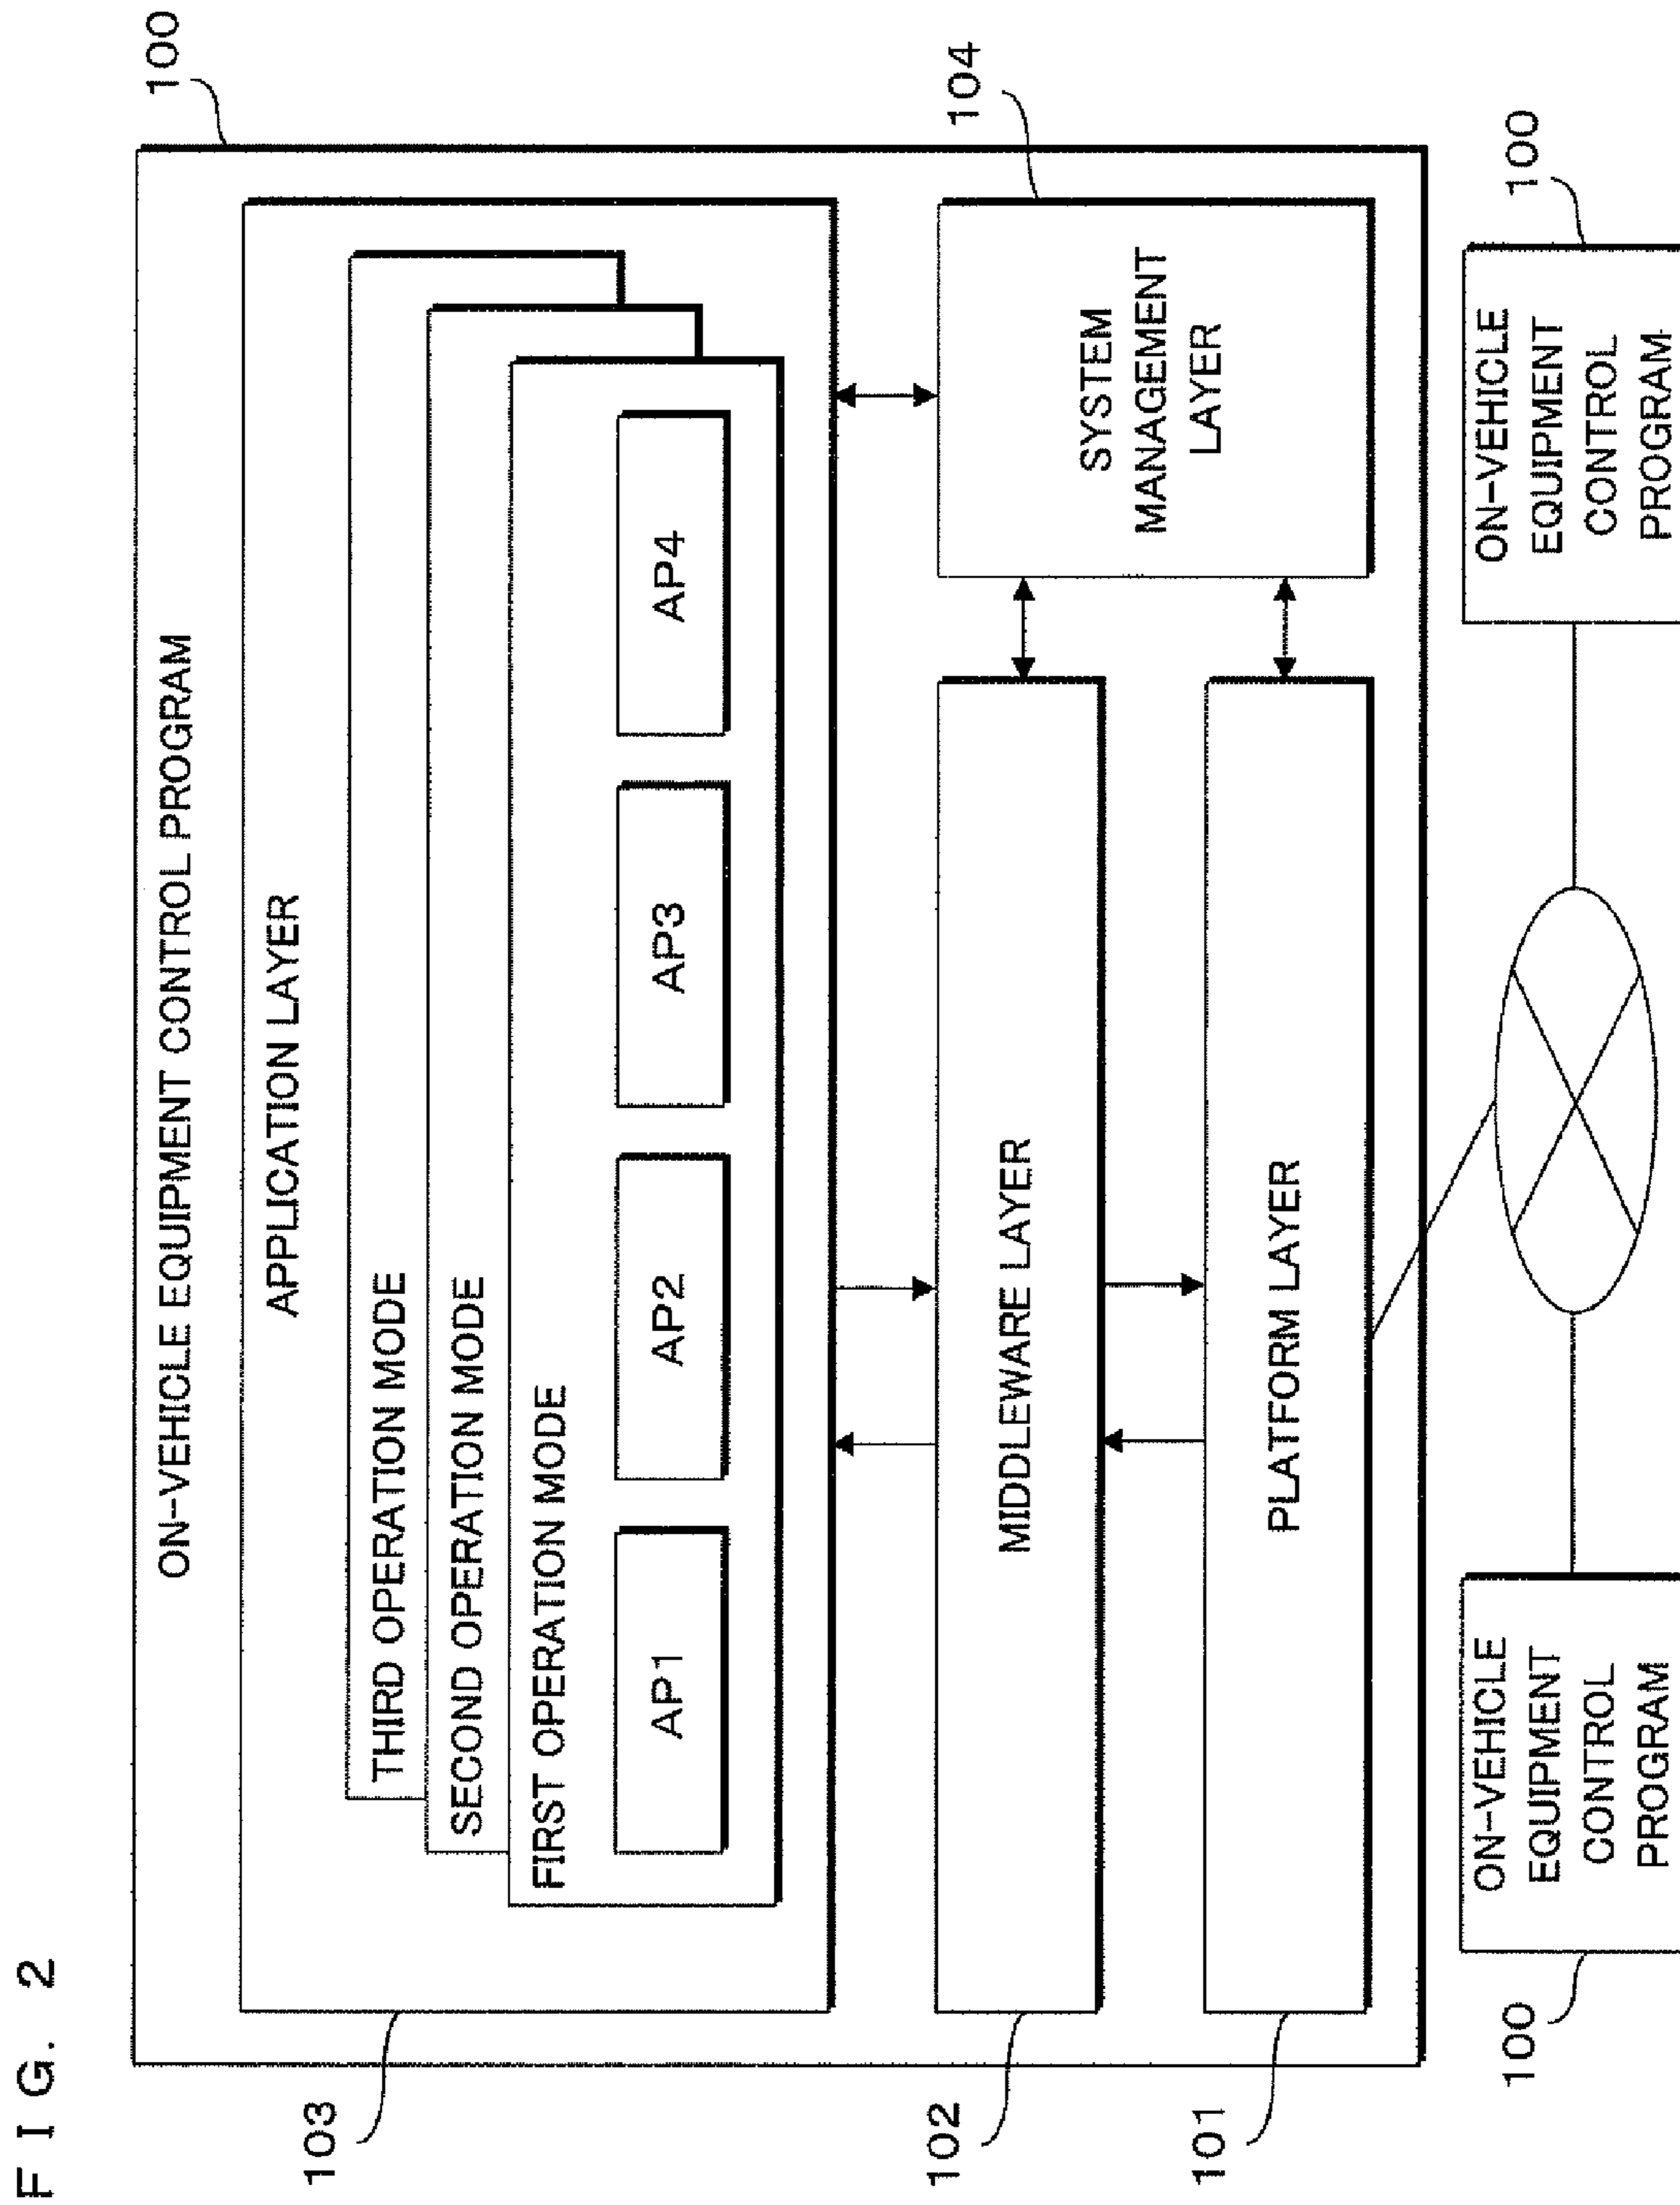 FIG. 2
ON-VEHICLE EQUIPMENT CONTROL PROGRAM
100
103
APPLICATION LAYER
THIRD OPERATION MODE
SECOND OPERATION MODE
FIRST OPERATION MODE
AP1
AP2
AP3
AP4
102
MIDDLEWARE LAYER
104
SYSTEM
MANAGEMENT
LAYER
101
PLATFORM LAYER
100
ON-VEHICLE
EQUIPMENT
CONTROL
PROGRAM
100
ON-VEHICLE
EQUIPMENT
CONTROL
PROGRAM